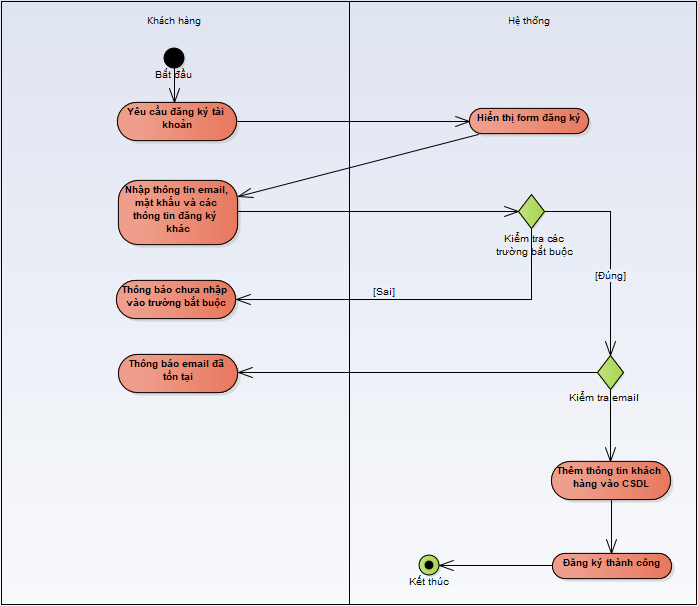 Khách hàng
Hệ thống
Bắt đầu
Yêu cầu đăng ký tài
khoản
Hiển thị form đăng ký
Nhập thông tin email,
mật khẩu và các
thông tin đăng ký
khác
Kiểm tra các
trường bắt buộc
[Đúng]
Thông báo chưa nhập
vào trường bắt buộc
[Sai]
Thông báo email đã
tồn tại
Kiểm tra email
Thêm thông tin khách
hàng vào CSDL
Đăng ký thành công
Kết thúc